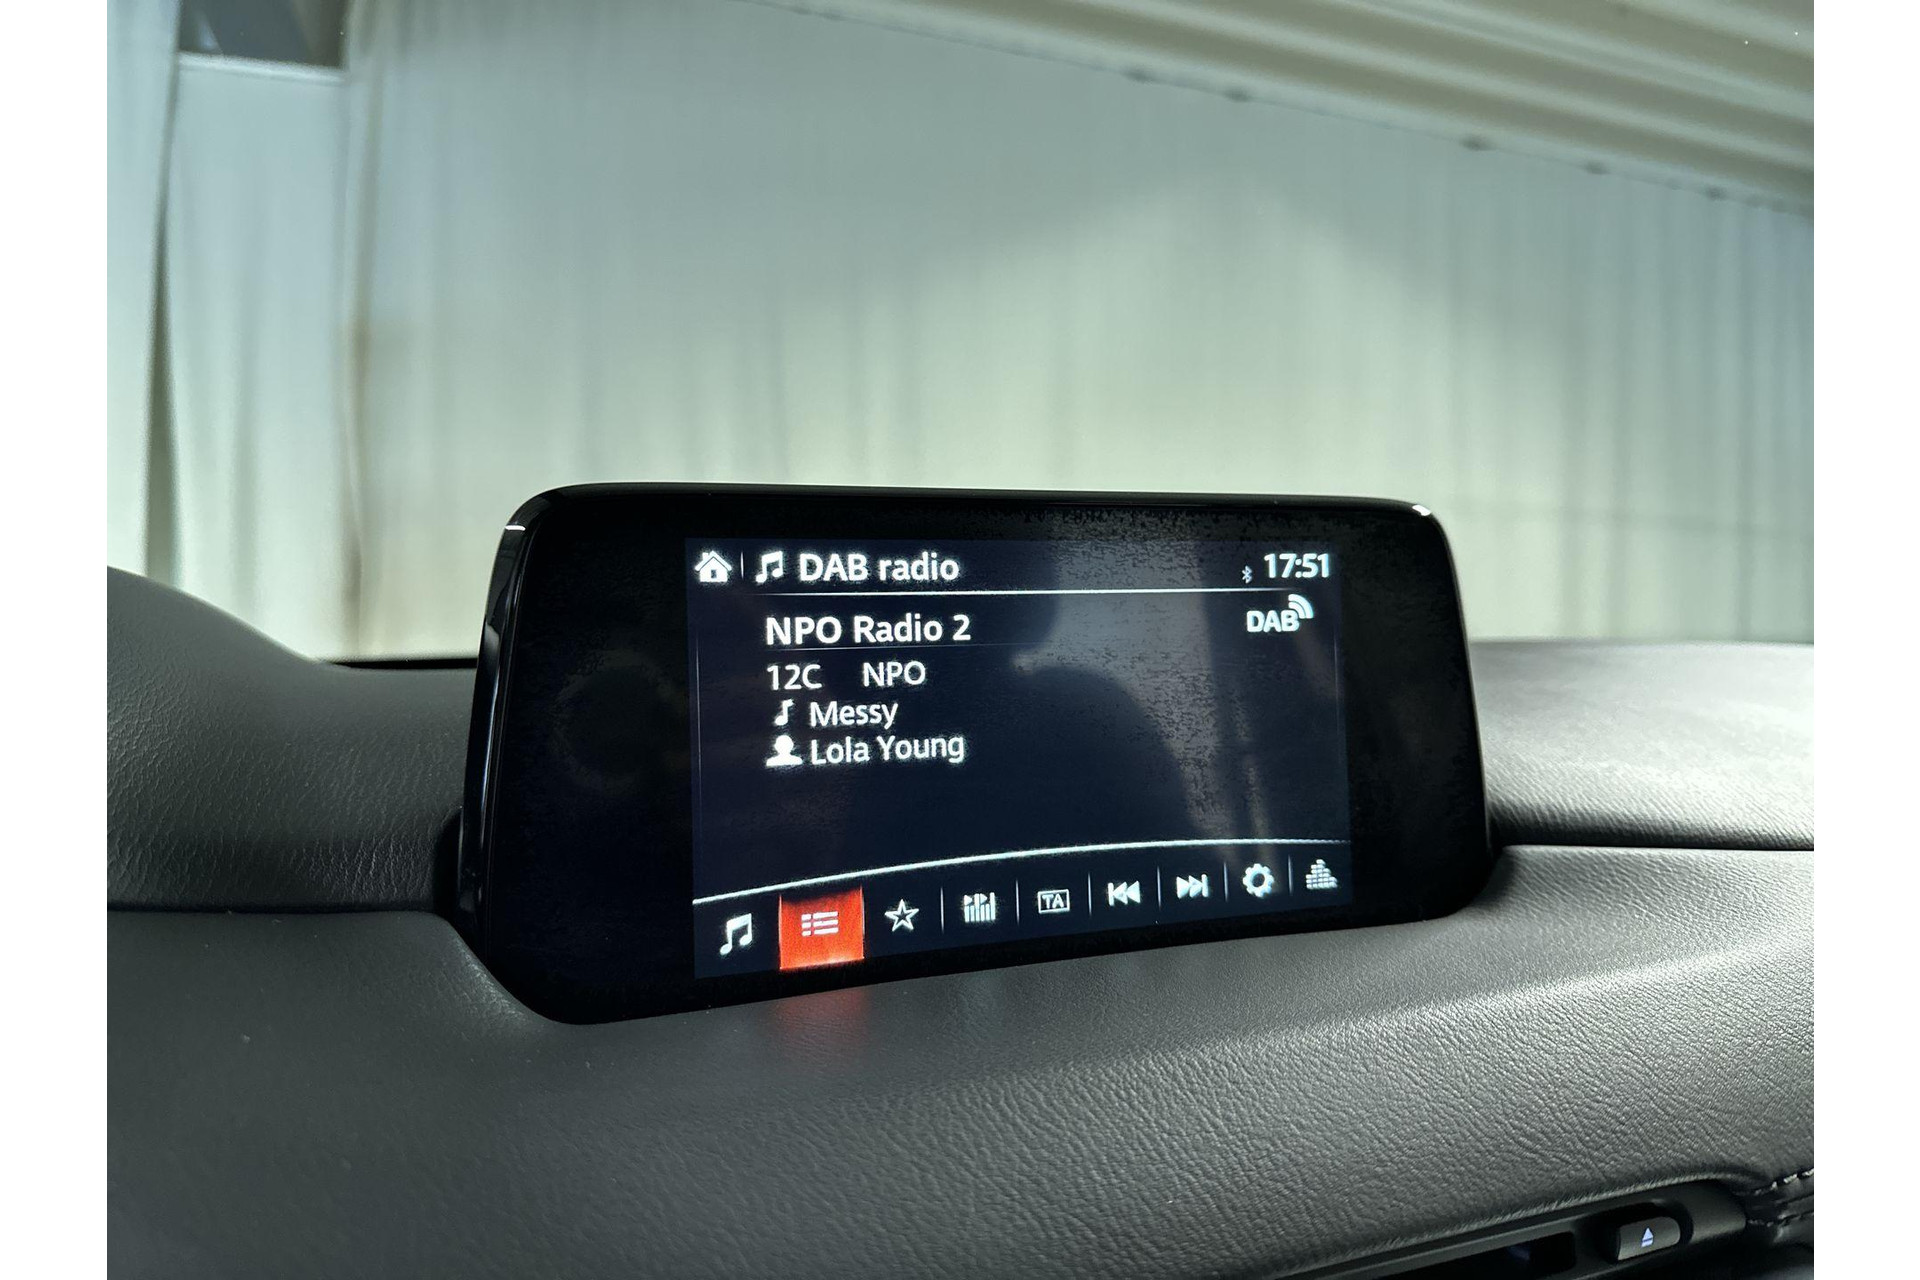 DAB radio 17:51
NPO Radio 2 DAB
12C NPO
Messy
Lola Young
TA